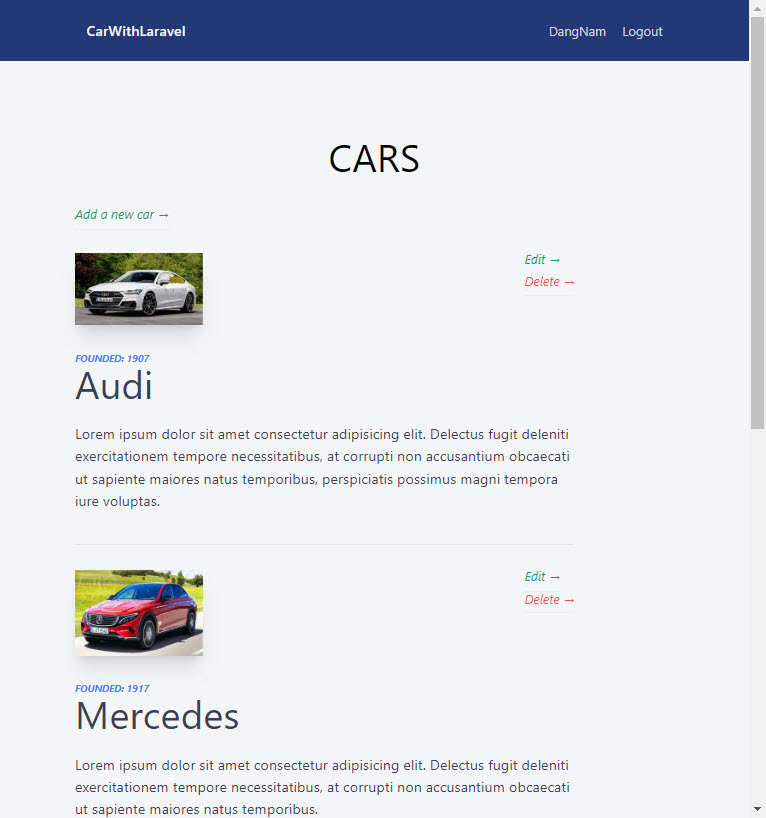 CarWithLaravel
DangNam Logout
CARS
Add a new car →
Edit →
Delete →
FOUNDED: 1907
Audi
Lorem ipsum dolor sit amet consectetur adipisicing elit. Delectus fugit deleniti
exercitationem tempore necessitatibus, at corrupti non accusantium obcaecati
ut sapiente maiores natus temporibus, perspiciatis possimus magni tempora
iure voluptas.
Edit →
Delete →
FOUNDED: 1917
Mercedes
Lorem ipsum dolor sit amet consectetur adipisicing elit. Delectus fugit deleniti
exercitationem tempore necessitatibus, at corrupti non accusantium obcaecati
ut sapiente maiores natus temporibus.